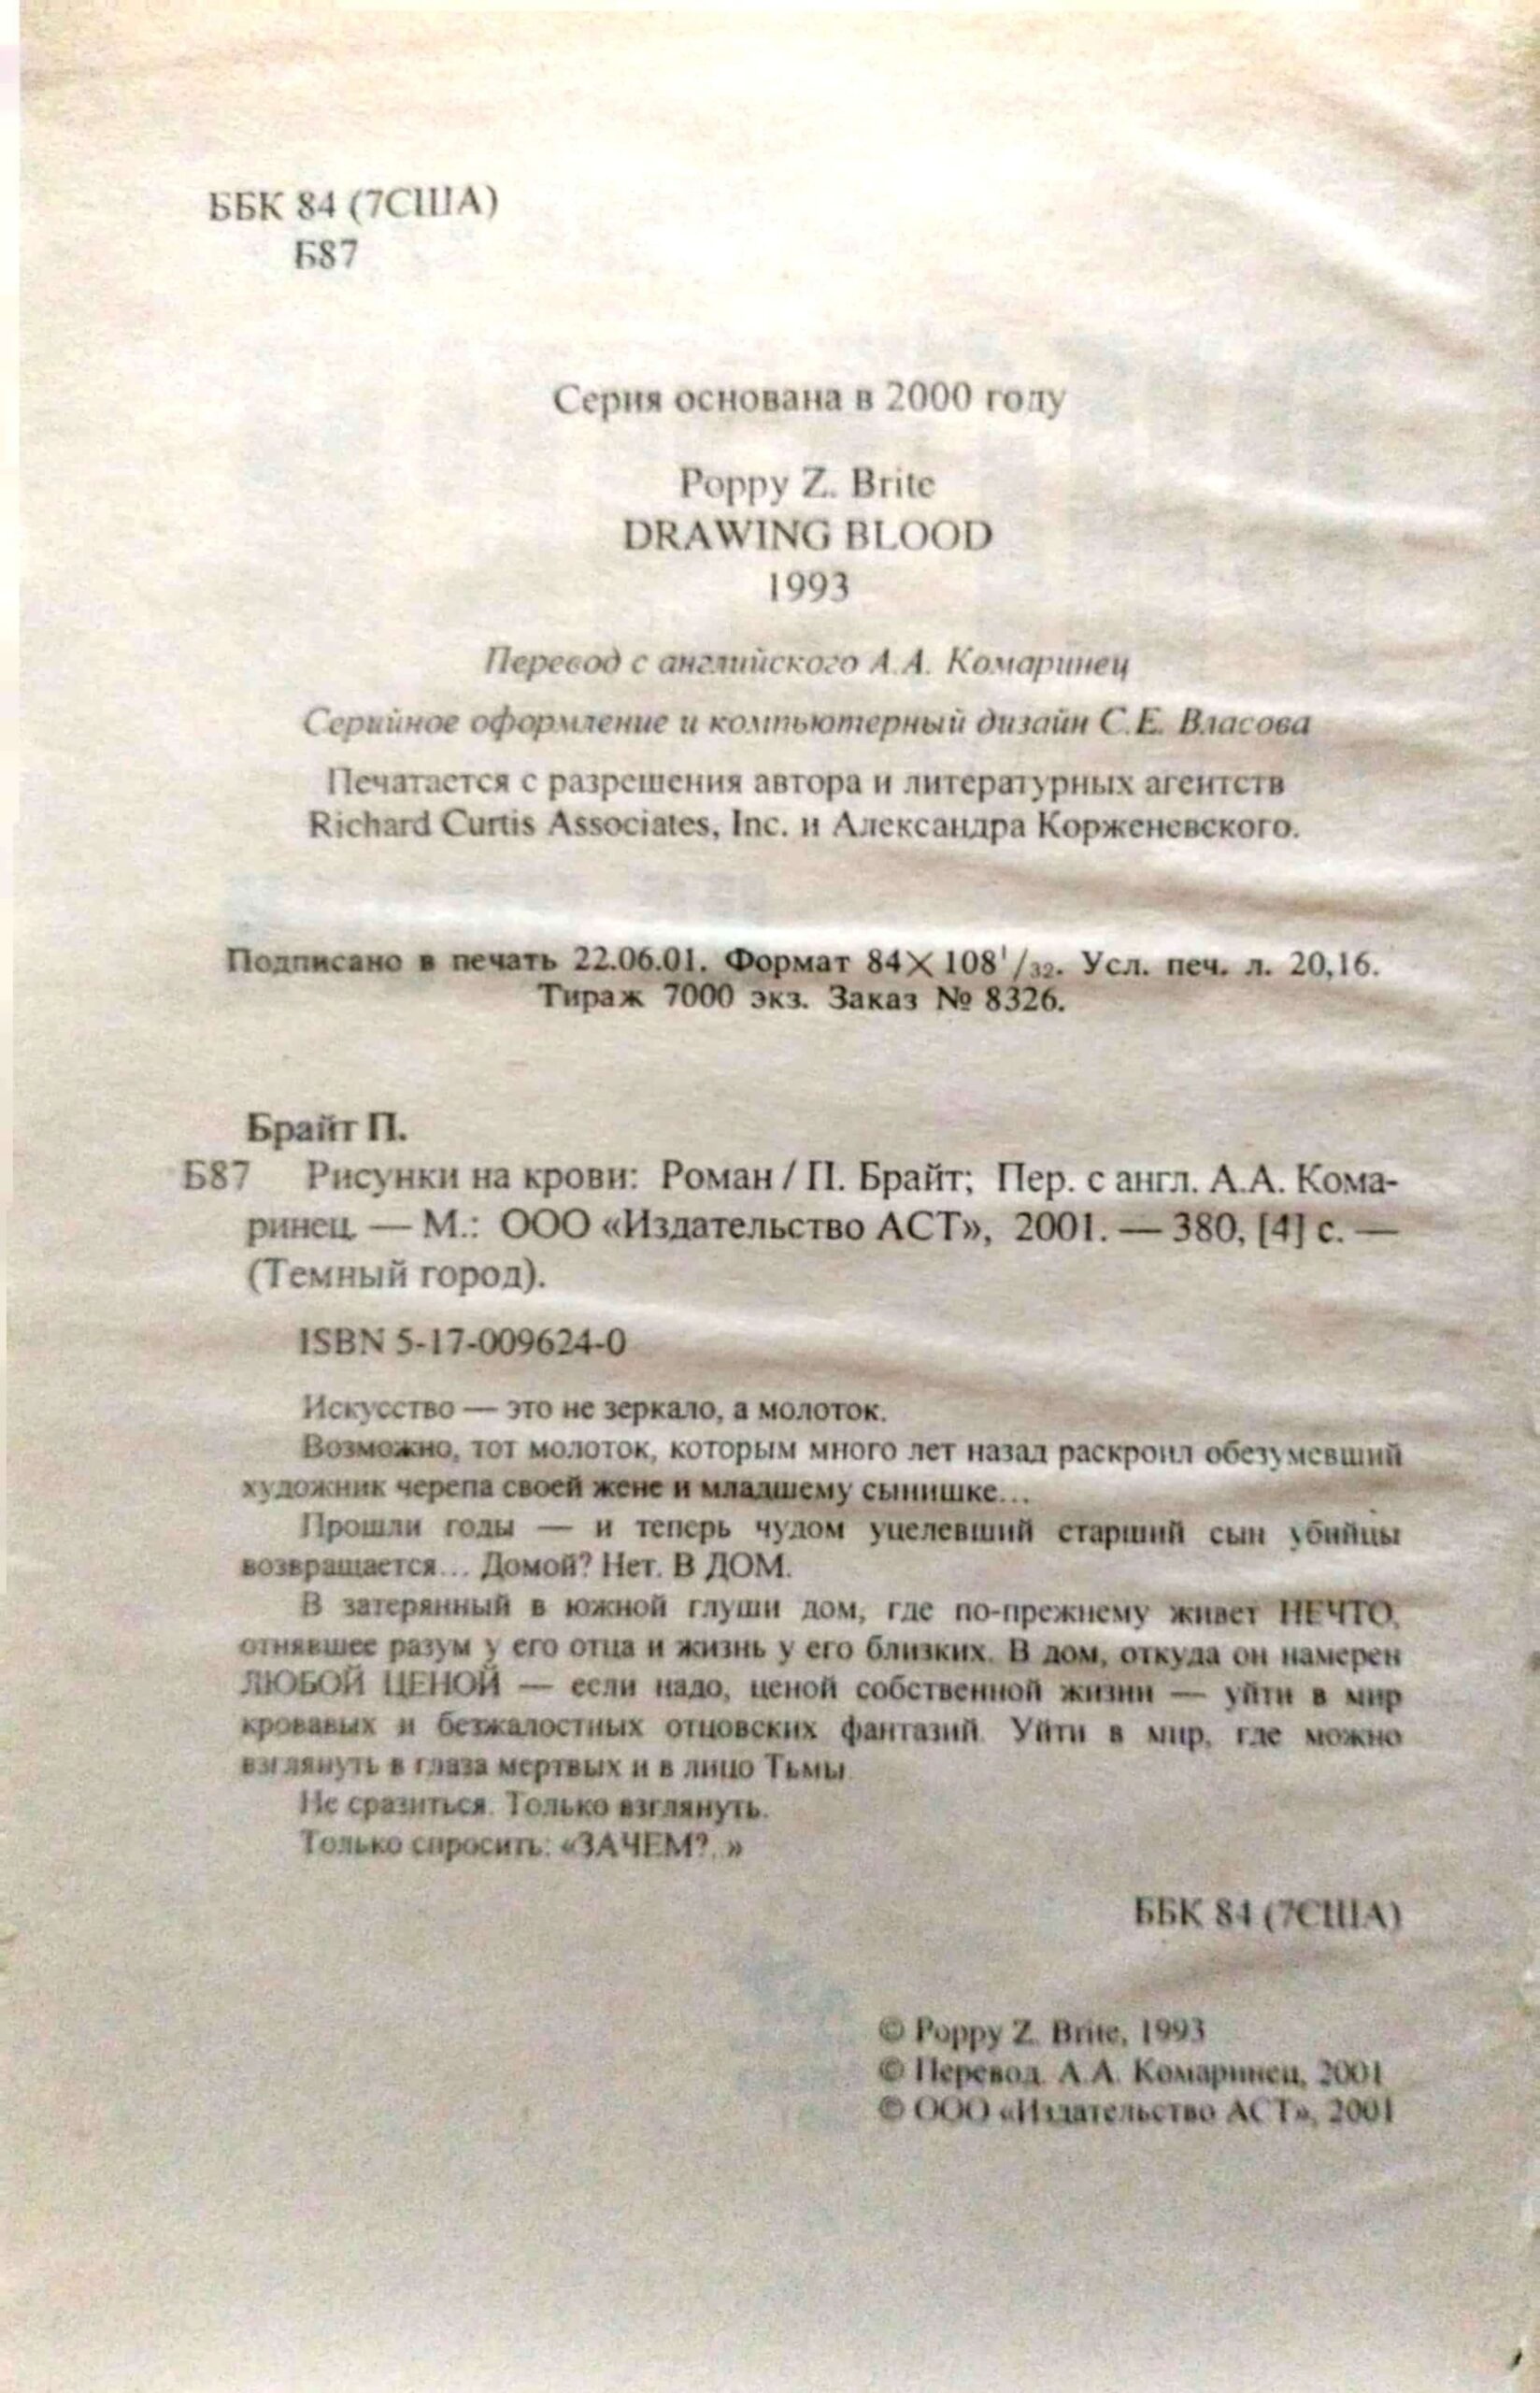 ББК 84 (7США)
Б87
Серия основана в 2000 году
Poppy Z. Brite
DRAWING BLOOD
1993
Перевод с английского А.А. Комаринец
Серийное оформление и компьютерный дизайн С.Е. Власова
Печатается с разрешения автора и литературных агентств
Richard Curtis Associates, Inc. и Александра Корженевского.
Подписано в печать 22.06.01. Формат 84×108 1/32. Усл. печ. л. 20,16.
Тираж 7000 экз. Заказ № 8326.
Брайт П.
Б87 Рисунки на крови: Роман / П. Брайт; Пер. с англ. А.А. Кома-
ринец. — М.: ООО «Издательство АСТ», 2001. — 380, [4] с. —
(Темный город).
ISBN 5-17-009624-0
Искусство — это не зеркало, а молоток.
Возможно, тот молоток, которым много лет назад раскроил обезумевший
художник черепа своей жене и младшему сынишке...
Прошли годы — и теперь чудом уцелевший старший сын убийцы
возвращается... Домой? Нет. В ДОМ.
В затерянный в южной глуши дом, где по-прежнему живет НЕЧТО,
отнявшее разум у его отца и жизнь у его близких. В дом, откуда он намерен
ЛЮБОЙ ЦЕНОЙ — если надо, ценой собственной жизни — уйти в мир
кровавых и безжалостных отцовских фантазий. Уйти в мир, где можно
взглянуть в глаза мертвых и в лицо Тьмы.
Не сразиться. Только взглянуть.
Только спросить: «ЗАЧЕМ?..»
ББК 84 (7США)
© Poppy Z. Brite, 1993
© Перевод. А.А. Комаринец, 2001
© ООО «Издательство АСТ», 2001